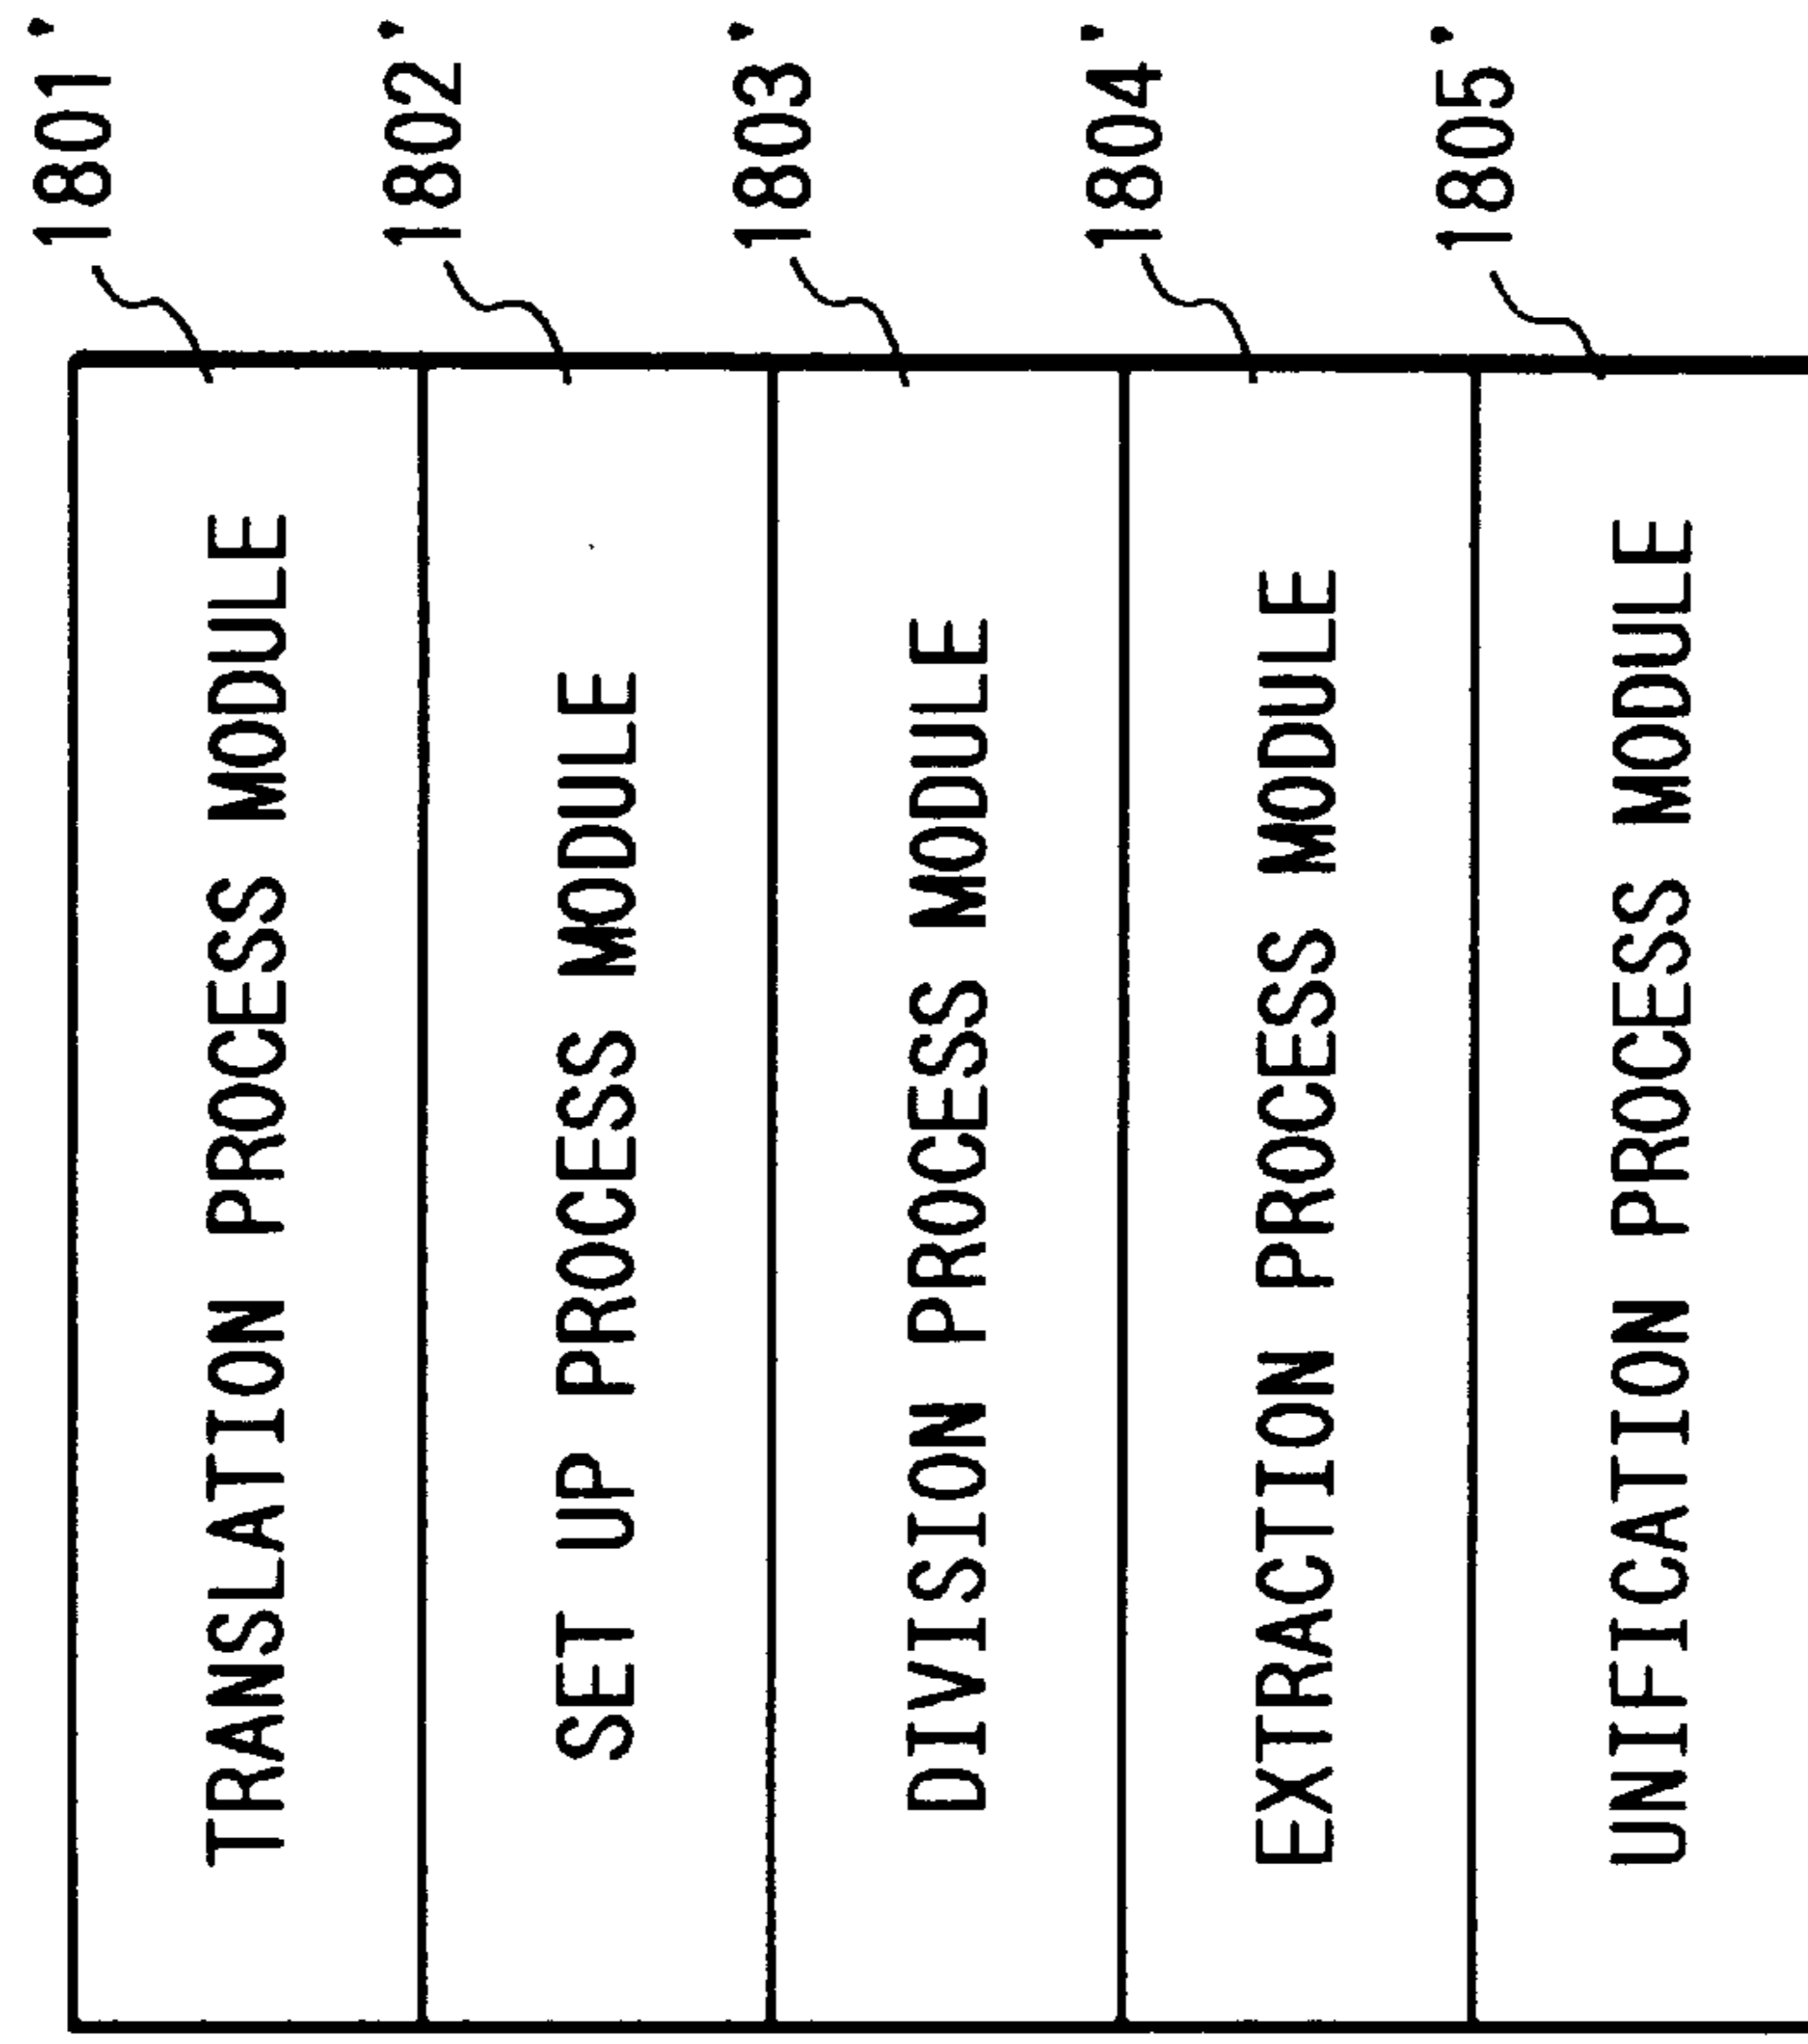 TRANSLATION PROCESS MODULE 1801'
SET UP PROCESS MODULE 1802'
DIVISION PROCESS MODULE 1803'
EXTRACTION PROCESS MODULE 1804'
UNIFICATION PROCESS MODULE 1805'